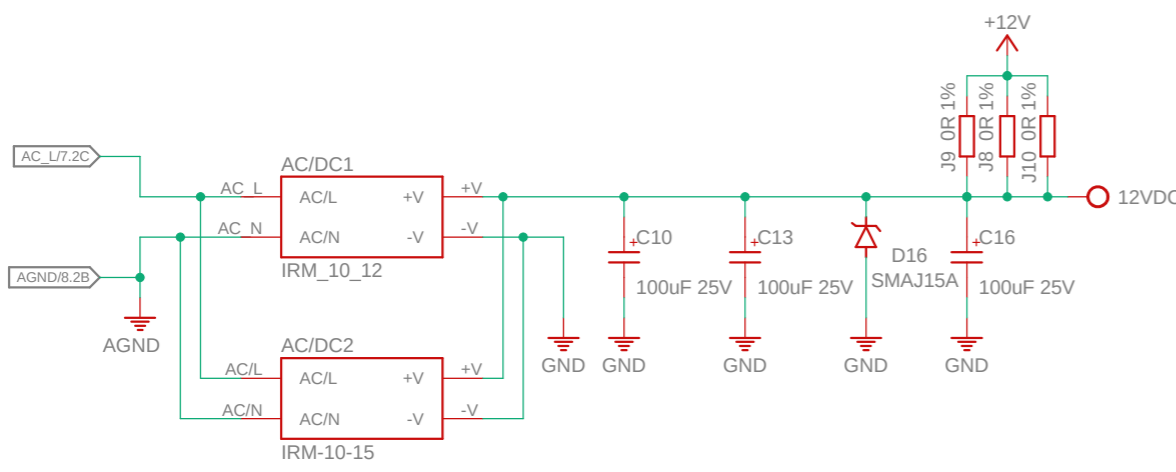 +12V
J9 0R 1%
J8 0R 1%
J10 0R 1%
AC_L/7.2C
AC/DC1
AC_L
AC/L
+V
+V
12VDC
AC_N
AC/N
-V
-V
IRM_10_12
AGND/8.2B
AGND
C10
100uF 25V
C13
100uF 25V
D16
SMAJ15A
C16
100uF 25V
GND
GND
GND
GND
GND
AC/DC2
AC/L
AC/L
+V
+V
AC/N
AC/N
-V
-V
IRM-10-15